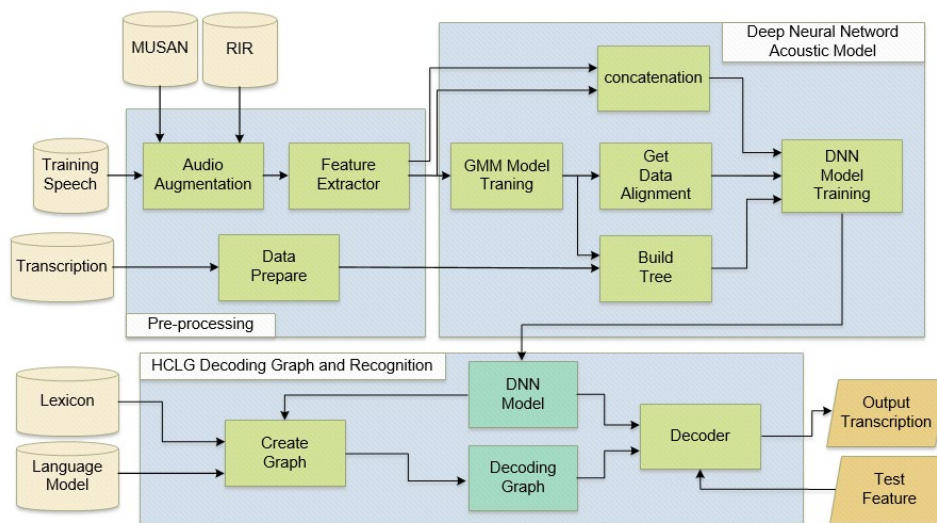 MUSAN
RIR
Deep Neural Netword
Acoustic Model
concatenation
Training
Speech
Audio
Augmentation
Feature
Extractor
GMM Model
Traning
Get
Data
Alignment
DNN
Model
Training
Transcription
Data
Prepare
Build
Tree
Pre-processing
HCLG Decoding Graph and Recognition
Lexicon
DNN
Model
Output
Transcription
Create
Graph
Decoder
Language
Model
Decoding
Graph
Test
Feature